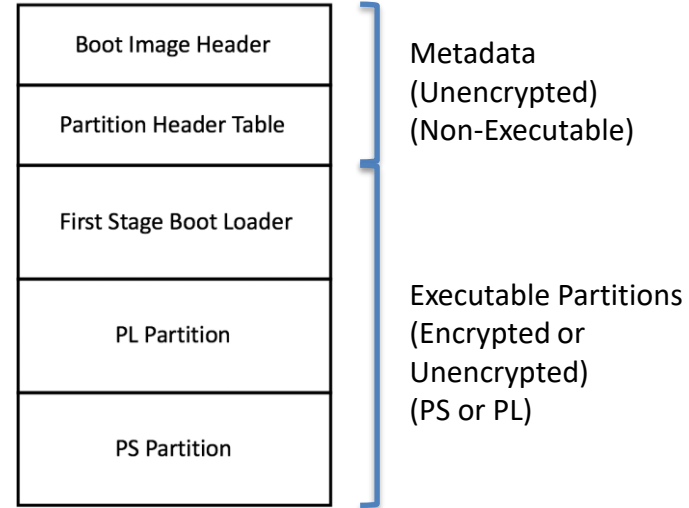 Boot Image Header
Partition Header Table
First Stage Boot Loader
PL Partition
PS Partition
Metadata
(Unencrypted)
(Non-Executable)
Executable Partitions
(Encrypted or
Unencrypted)
(PS or PL)